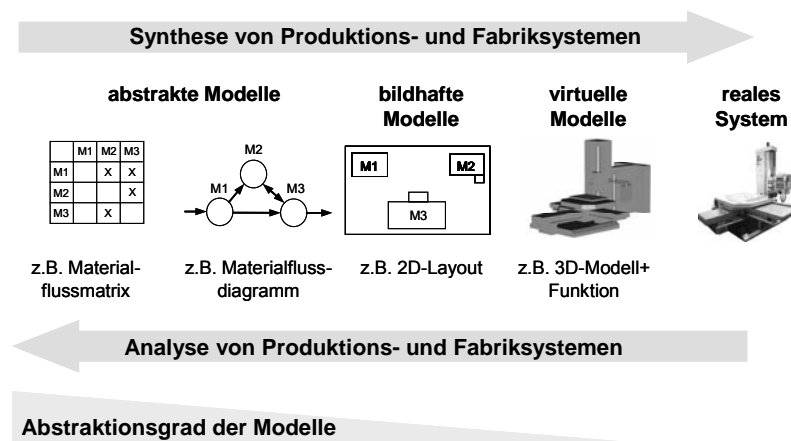 Synthese von Produktions- und Fabriksystemen
abstrakte Modelle
bildhafte
Modelle
virtuelle
Modelle
reales
System
M1 M2 M3
M1 X X
M2 X
M3 X
M2
M1
M3
M1
M2
M3
z.B. Material-
flussmatrix
z.B. Materialfluss-
diagramm
z.B. 2D-Layout
z.B. 3D-Modell+
Funktion
Analyse von Produktions- und Fabriksystemen
Abstraktionsgrad der Modelle